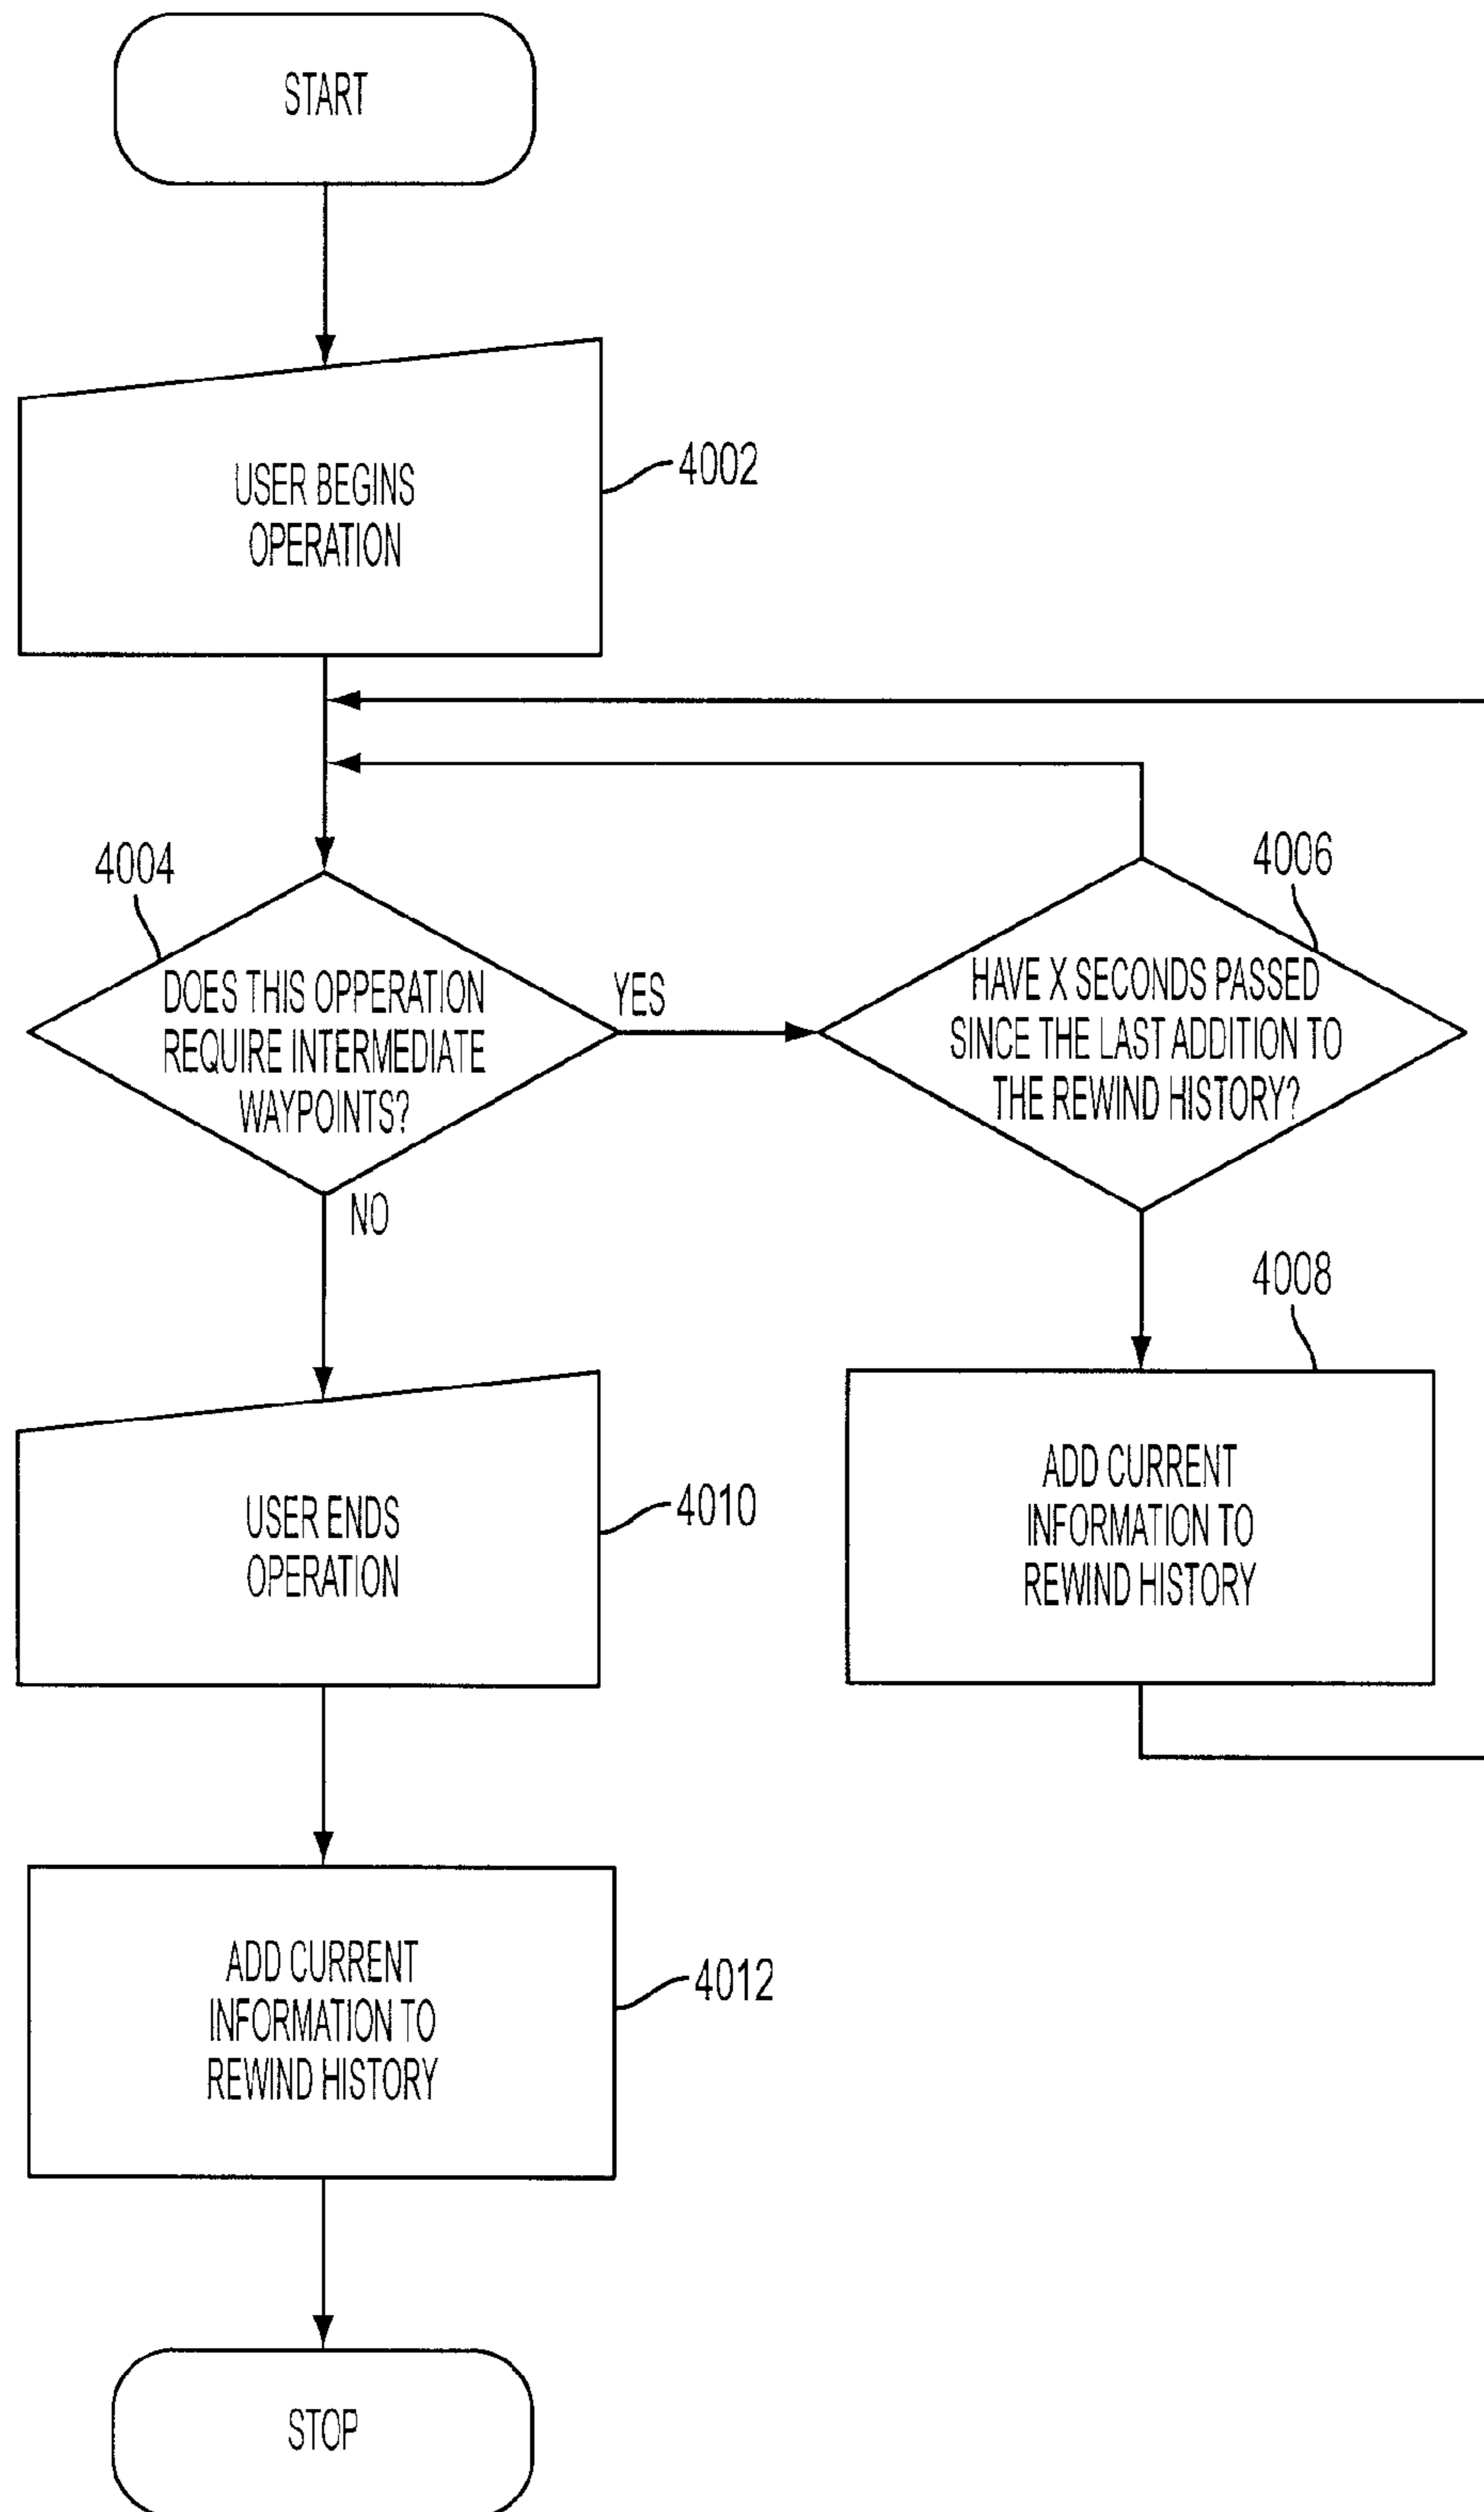 START
USER BEGINS
OPERATION
4002
4004
DOES THIS OPPERATION
REQUIRE INTERMEDIATE
WAYPOINTS?
YES
NO
4006
HAVE X SECONDS PASSED
SINCE THE LAST ADDITION TO
THE REWIND HISTORY?
4008
ADD CURRENT
INFORMATION TO
REWIND HISTORY
USER ENDS
OPERATION
4010
ADD CURRENT
INFORMATION TO
REWIND HISTORY
4012
STOP